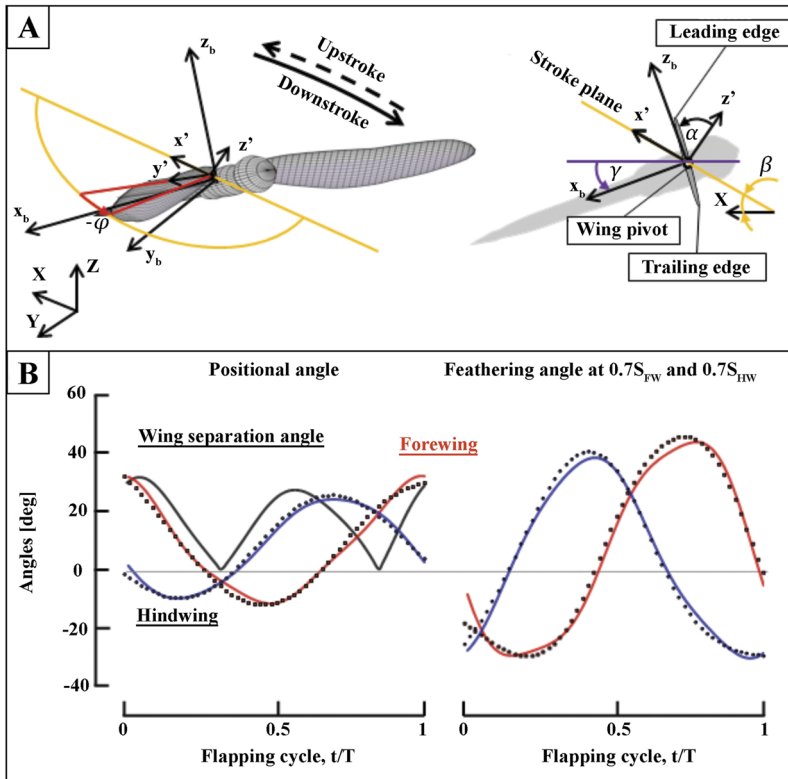 A
z_b
Upstroke
Downstroke
x'
z'
y'
x_b
-φ
y_b
X
Z
Y
Leading edge
z_b
Stroke plane
x'
z'
α
γ
β
x_b
X
Wing pivot
Trailing edge
B
Positional angle
Feathering angle at 0.7S_FW and 0.7S_HW
60
Wing separation angle
Forewing
40
20
0
Angles [deg]
Hindwing
-20
-40
0
0.5
1
0
0.5
1
Flapping cycle, t/T
Flapping cycle, t/T